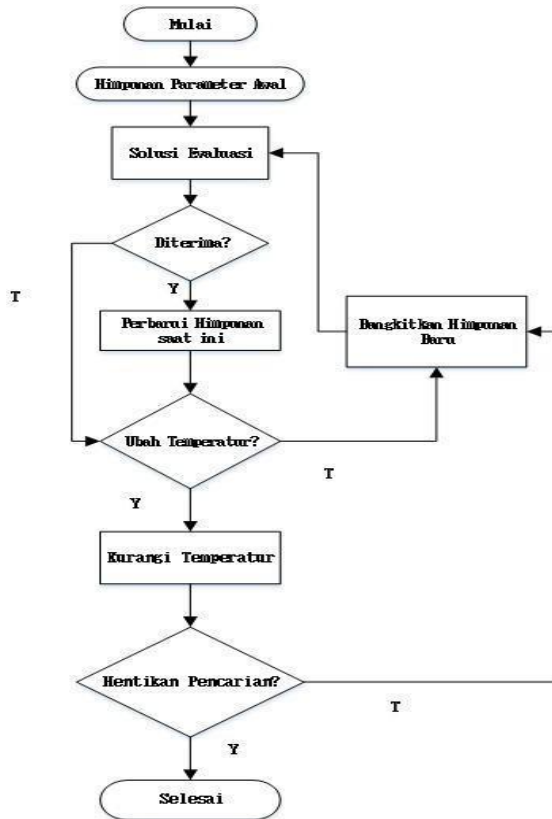 Mulai
Himpunan Parameter Awal
Solusi Evaluasi
Diterima?
T
Y
Perbarui Himpunan
saat ini
Bangkitkan Himpunan
Baru
Ubah Temperatur?
T
Y
Kurangi Temperatur
Hentikan Pencarian?
T
Y
Selesai